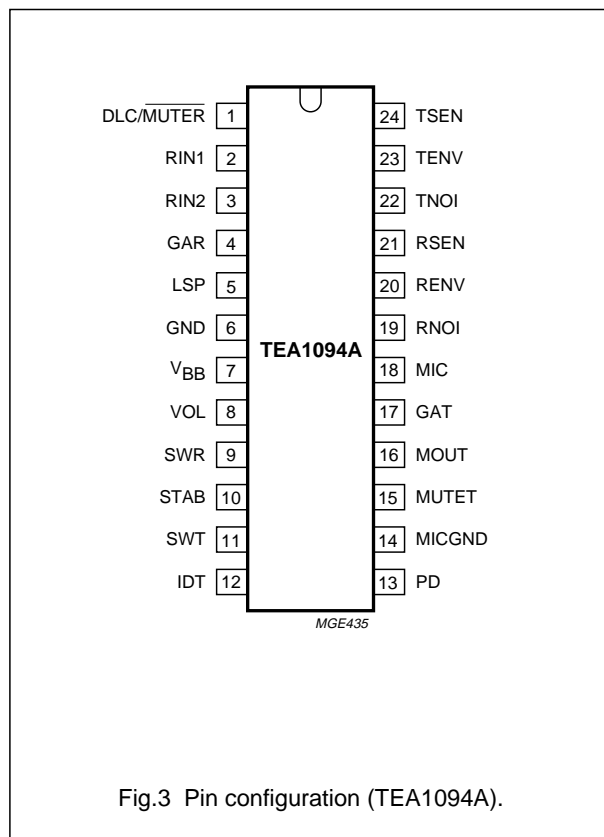 DLC/MUTER 1 24 TSEN
RIN1 2 23 TENV
RIN2 3 22 TNOI
GAR 4 21 RSEN
LSP 5 20 RENV
GND 6 19 RNOI
TEA1094A
VBB 7 18 MIC
VOL 8 17 GAT
SWR 9 16 MOUT
STAB 10 15 MUTET
SWT 11 14 MICGND
IDT 12 13 PD
MGE435
Fig.3 Pin configuration (TEA1094A).